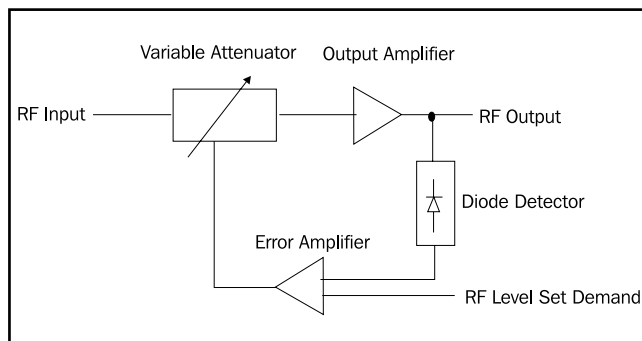 Variable Attenuator
Output Amplifier
RF Input
RF Output
Diode Detector
Error Amplifier
RF Level Set Demand